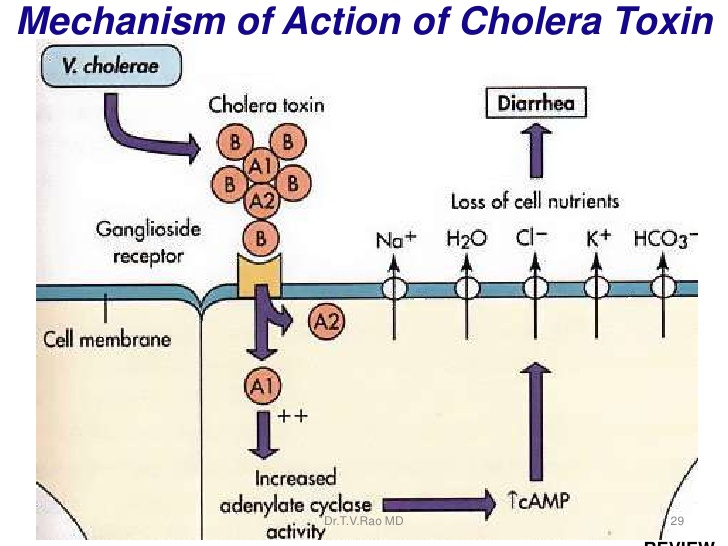 Mechanism of Action of Cholera Toxin
V. cholerae
Cholera toxin
Diarrhea
B
B
A1
B
B
A2
Loss of cell nutrients
Ganglioside
receptor
B
Na+
H2O
Cl−
K+
HCO3−
A2
Cell membrane
A1
++
Increased
adenylate cyclase
activity
↑cAMP
Dr.T.V.Rao MD
29
REVIEW